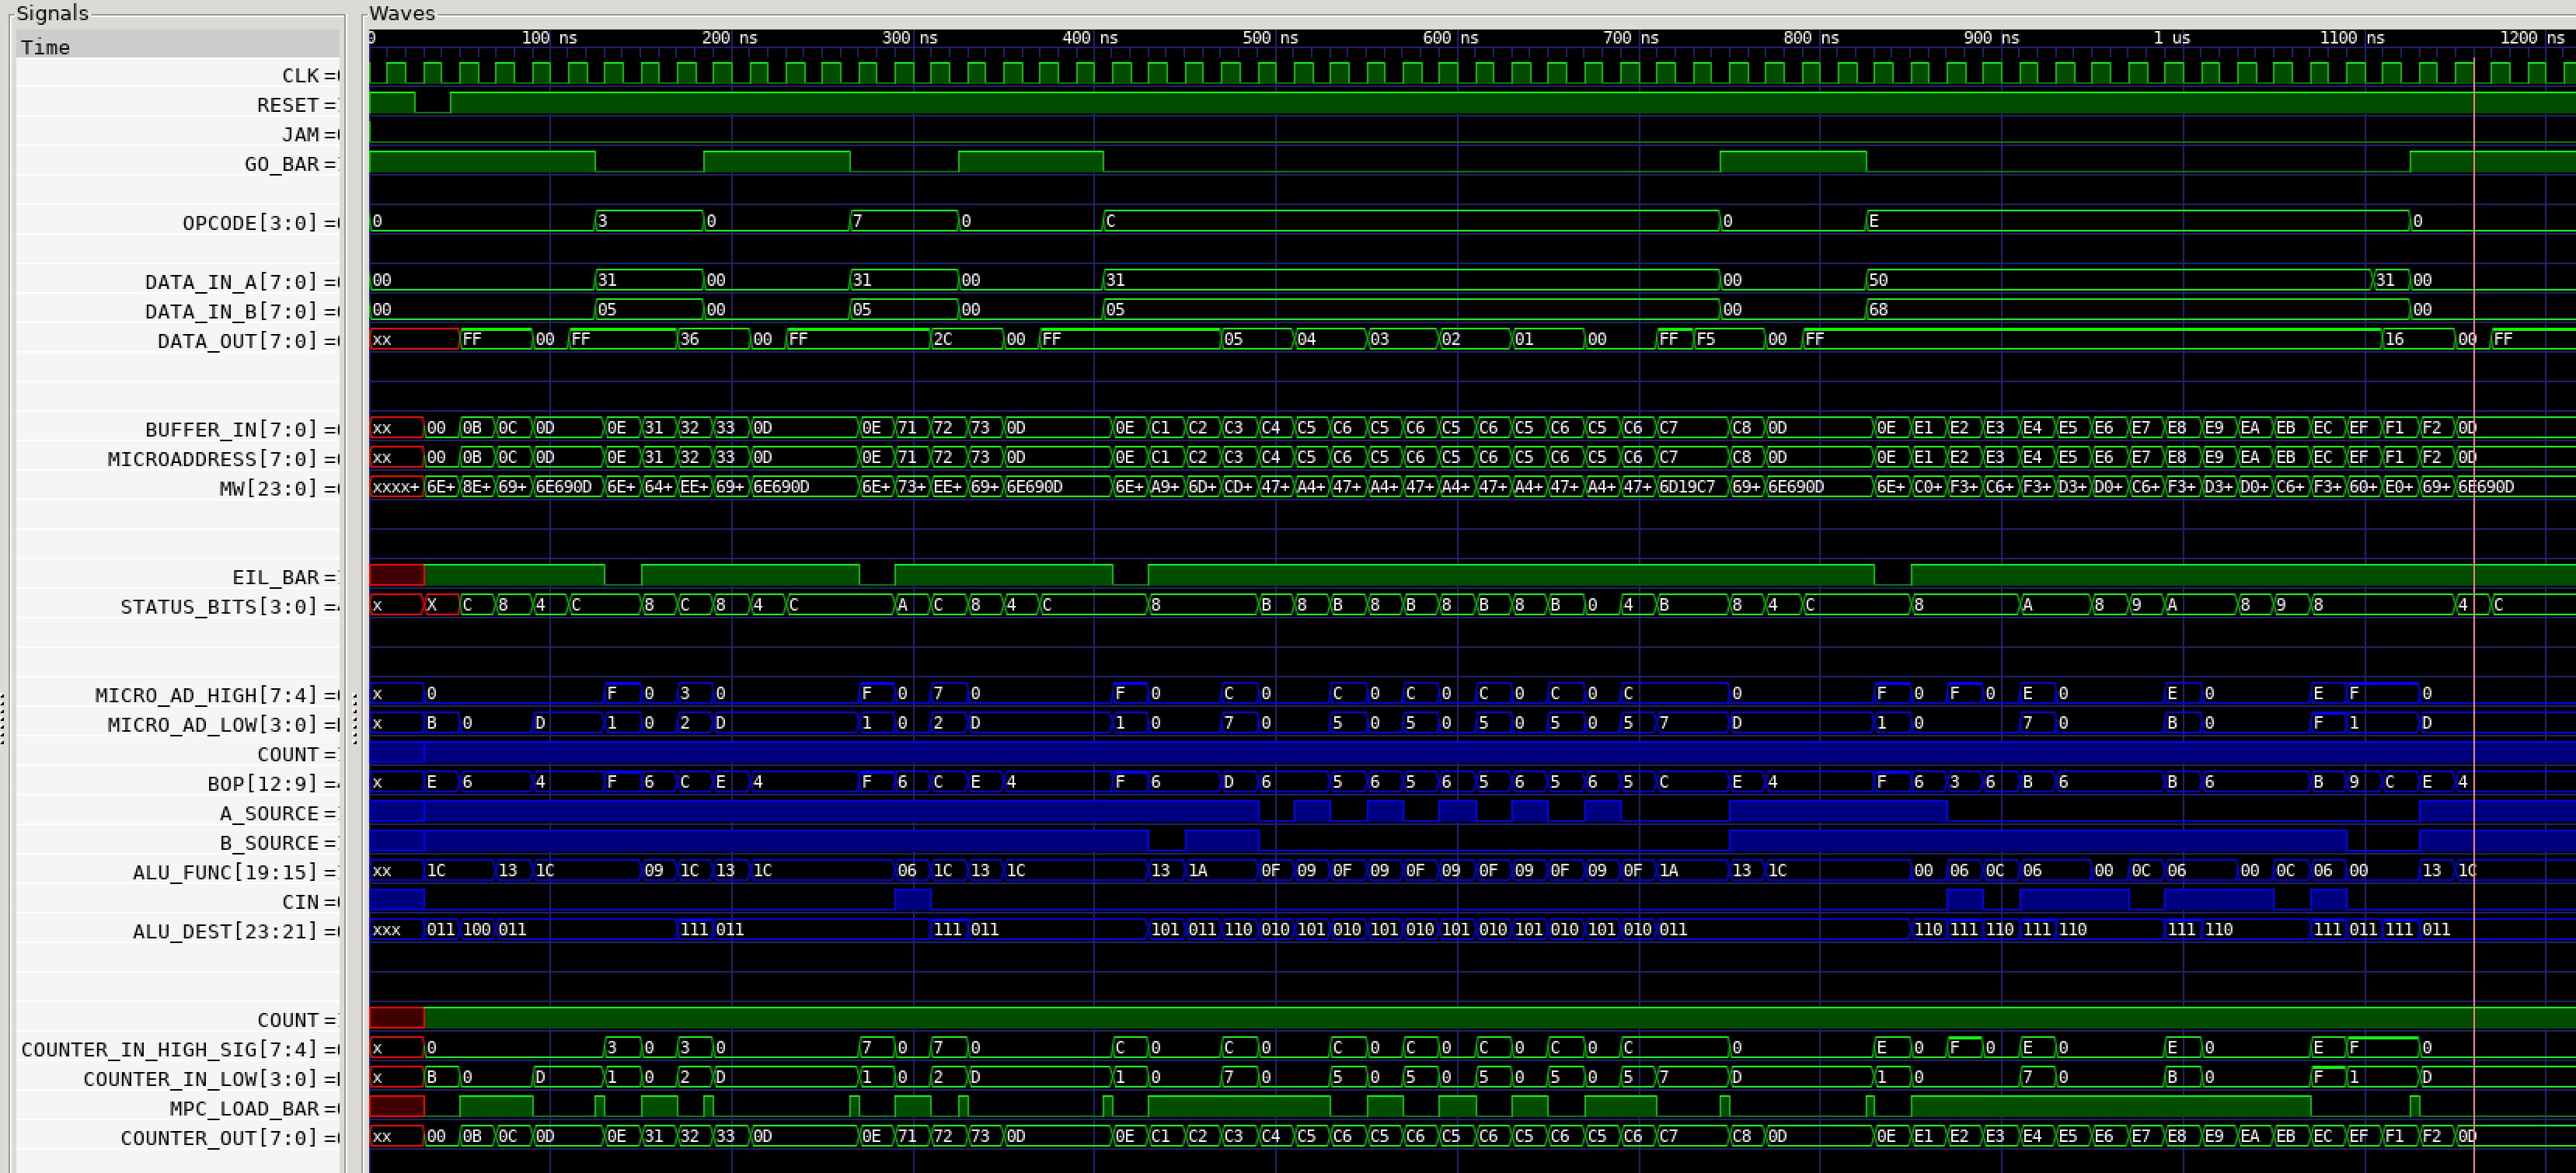 Signals Waves
Time 0 100 ns 200 ns 300 ns 400 ns 500 ns 600 ns 700 ns 800 ns 900 ns 1 us 1100 ns 1200 ns
CLK =
RESET =
JAM =
GO_BAR =
OPCODE[3:0] = 0 3 0 7 0 C 0 E 0
DATA_IN_A[7:0] = 00 31 00 31 00 31 00 50 31 00
DATA_IN_B[7:0] = 00 05 00 05 00 05 00 68 00
DATA_OUT[7:0] = xx FF 00 FF 36 00 FF 2C 00 FF 05 04 03 02 01 00 FF F5 00 FF 16 00 FF
BUFFER_IN[7:0] = xx 00 0B 0C 0D 0E 31 32 33 0D 0E 71 72 73 0D 0E C1 C2 C3 C4 C5 C6 C5 C6 C5 C6 C5 C6 C5 C6 C7 C8 0D 0E E1 E2 E3 E4 E5 E6 E7 E8 E9 EA EB EC EF F1 F2 0D
MICROADDRESS[7:0] = xx 00 0B 0C 0D 0E 31 32 33 0D 0E 71 72 73 0D 0E C1 C2 C3 C4 C5 C6 C5 C6 C5 C6 C5 C6 C5 C6 C7 C8 0D 0E E1 E2 E3 E4 E5 E6 E7 E8 E9 EA EB EC EF F1 F2 0D
MW[23:0] = xxxx+ 6E+ 8E+ 69+ 6E690D 6E+ 64+ EE+ 69+ 6E690D 6E+ 73+ EE+ 69+ 6E690D 6E+ A9+ 6D+ CD+ 47+ A4+ 47+ A4+ 47+ A4+ 47+ A4+ 47+ A4+ 47+ 6D19C7 69+ 6E690D 6E+ C0+ F3+ C6+ F3+ D3+ D0+ C6+ F3+ D3+ D0+ C6+ F3+ 60+ E0+ 69+ 6E690D
EIL_BAR =
STATUS_BITS[3:0] = x X C 8 4 C 8 C 8 4 C A C 8 4 C 8 B 8 B 8 B 8 B 8 B 0 4 B 8 4 C 8 A 8 9 A 8 9 8 4 C
MICRO_AD_HIGH[7:4] = x 0 F 0 3 0 F 0 7 0 F 0 C 0 C 0 C 0 C 0 C 0 C 0 F 0 F 0 E 0 E 0 E F 0
MICRO_AD_LOW[3:0] = x B 0 D 1 0 2 D 1 0 2 D 1 0 7 0 5 0 5 0 5 0 5 0 5 7 D 1 0 7 0 B 0 F 1 D
COUNT =
BOP[12:9] = x E 6 4 F 6 C E 4 F 6 C E 4 F 6 D 6 5 6 5 6 5 6 5 6 5 C E 4 F 6 3 6 B 6 B 6 B 9 C E 4
A_SOURCE =
B_SOURCE =
ALU_FUNC[19:15] = xx 1C 13 1C 09 1C 13 1C 06 1C 13 1C 13 1A 0F 09 0F 09 0F 09 0F 09 0F 09 0F 1A 13 1C 00 06 0C 06 00 0C 06 00 0C 06 00 13 1C
CIN =
ALU_DEST[23:21] = xxx 011 100 011 111 011 111 011 101 011 110 010 101 010 101 010 101 010 101 010 101 010 011 110 111 110 111 110 111 110 111 011 111 011
COUNT =
COUNTER_IN_HIGH_SIG[7:4] = x 0 3 0 3 0 7 0 7 0 C 0 C 0 C 0 C 0 C 0 C 0 C 0 E 0 F 0 E 0 E 0 E F 0
COUNTER_IN_LOW[3:0] = x B 0 D 1 0 2 D 1 0 2 D 1 0 7 0 5 0 5 0 5 0 5 0 5 7 D 1 0 7 0 B 0 F 1 D
MPC_LOAD_BAR =
COUNTER_OUT[7:0] = xx 00 0B 0C 0D 0E 31 32 33 0D 0E 71 72 73 0D 0E C1 C2 C3 C4 C5 C6 C5 C6 C5 C6 C5 C6 C5 C6 C7 C8 0D 0E E1 E2 E3 E4 E5 E6 E7 E8 E9 EA EB EC EF F1 F2 0D